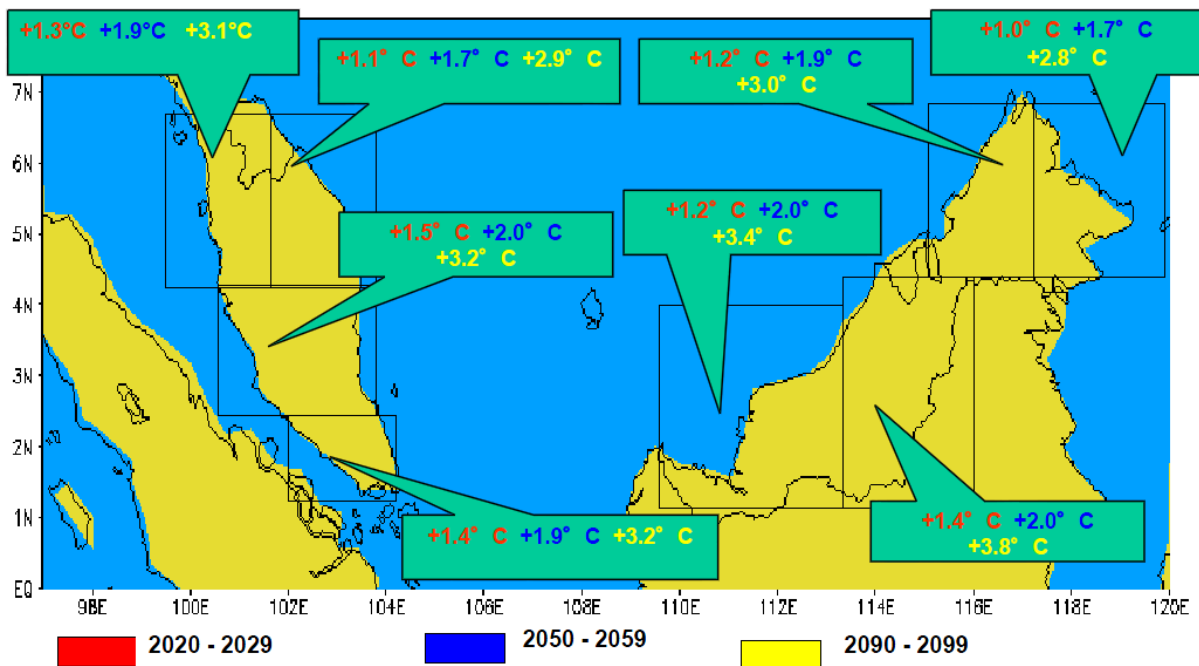 +1.3°C +1.9°C +3.1°C
+1.1° C +1.7° C +2.9° C
+1.2° C +1.9° C
+3.0° C
+1.0° C +1.7° C
+2.8° C
+1.5° C +2.0° C
+3.2° C
+1.2° C +2.0° C
+3.4° C
+1.4° C +1.9° C +3.2° C
+1.4° C +2.0° C
+3.8° C
7N
6N
5N
4N
3N
2N
1N
EQ
98E 100E 102E 104E 106E 108E 110E 112E 114E 116E 118E 120E
2020 - 2029 2050 - 2059 2090 - 2099